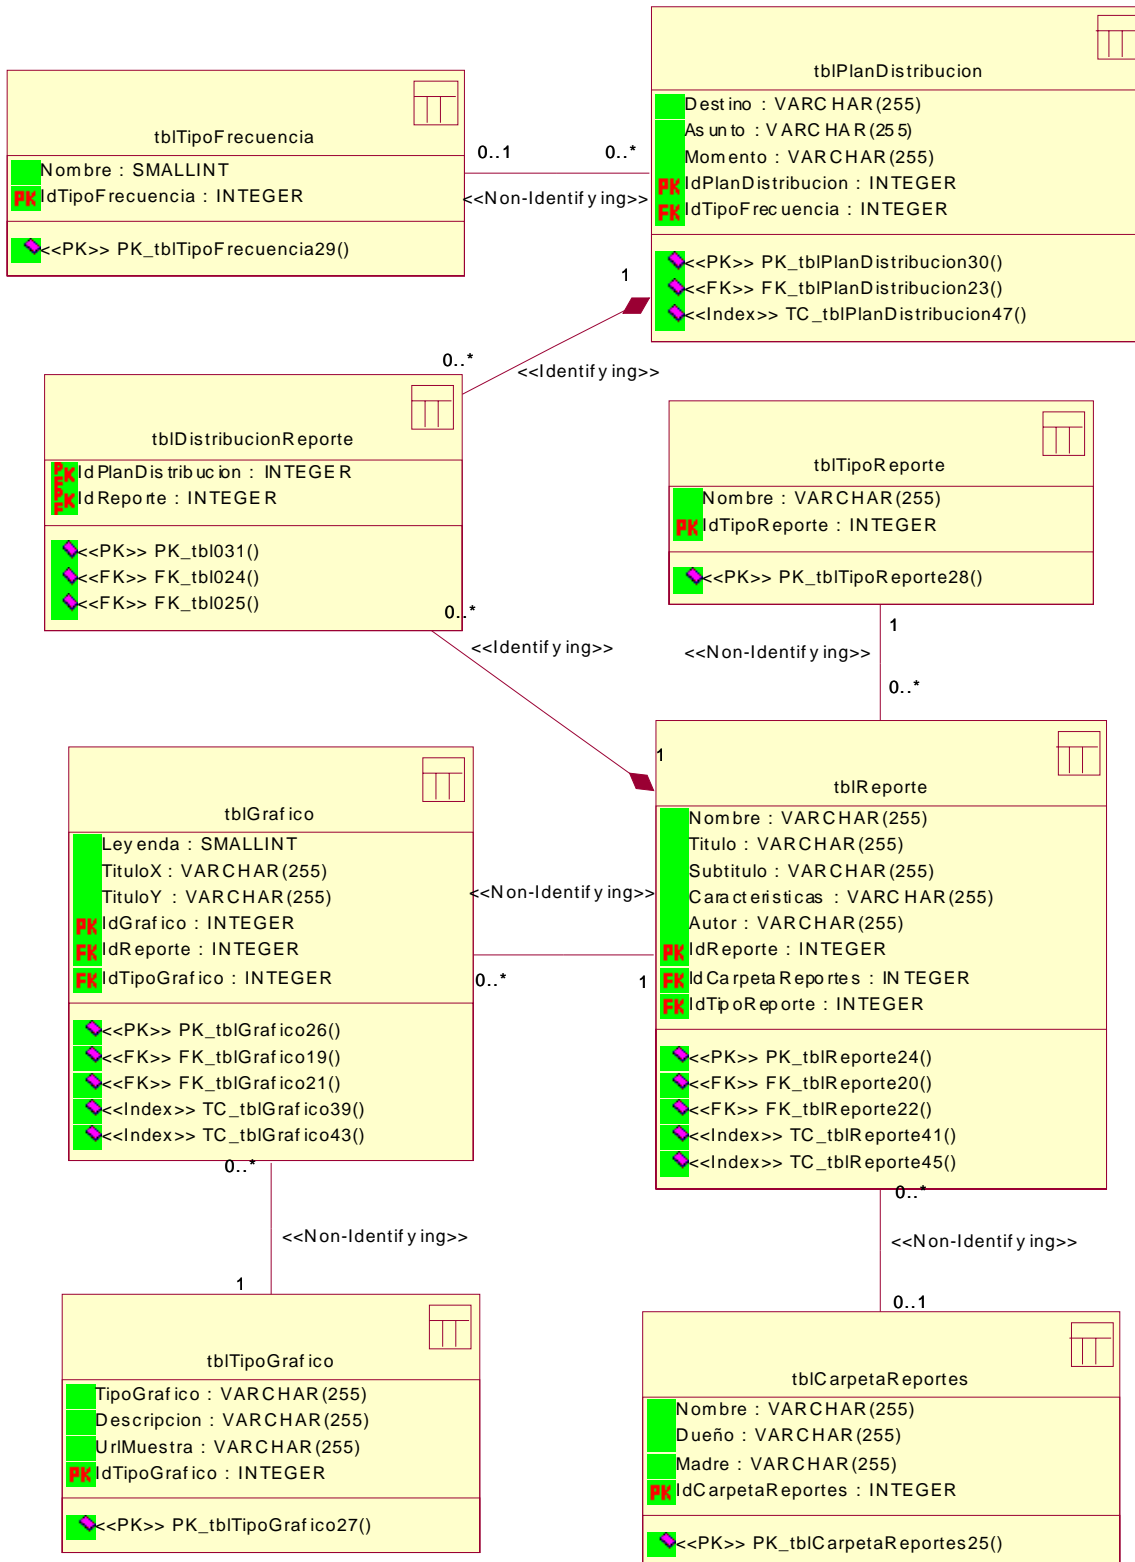 tblPlanDistribucion
Destino : VARCHAR(255)
Asunto : VARCHAR(255)
Momento : VARCHAR(255)
PK IdPlanDistribucion : INTEGER
FK IdTipoFrecuencia : INTEGER
<<PK>> PK_tblPlanDistribucion30()
<<FK>> FK_tblPlanDistribucion23()
<<Index>> TC_tblPlanDistribucion47()
tblTipoFrecuencia
Nombre : SMALLINT
PK IdTipoFrecuencia : INTEGER
<<PK>> PK_tblTipoFrecuencia29()
0..1
0..*
<<Non-Identifying>>
1
0..*
<<Identifying>>
tblDistribucionReporte
PFK IdPlanDistribucion : INTEGER
PFK IdReporte : INTEGER
<<PK>> PK_tbl031()
<<FK>> FK_tbl024()
<<FK>> FK_tbl025()
tblTipoReporte
Nombre : VARCHAR(255)
PK IdTipoReporte : INTEGER
<<PK>> PK_tblTipoReporte28()
0..*
<<Identifying>>
1
1
<<Non-Identifying>>
0..*
tblGrafico
Leyenda : SMALLINT
TituloX : VARCHAR(255)
TituloY : VARCHAR(255)
PK IdGrafico : INTEGER
FK IdReporte : INTEGER
FK IdTipoGrafico : INTEGER
<<PK>> PK_tblGrafico26()
<<FK>> FK_tblGrafico19()
<<FK>> FK_tblGrafico21()
<<Index>> TC_tblGrafico39()
<<Index>> TC_tblGrafico43()
<<Non-Identifying>>
0..*
1
tblReporte
Nombre : VARCHAR(255)
Titulo : VARCHAR(255)
Subtitulo : VARCHAR(255)
Caracteristicas : VARCHAR(255)
Autor : VARCHAR(255)
PK IdReporte : INTEGER
FK IdCarpetaReportes : INTEGER
FK IdTipoReporte : INTEGER
<<PK>> PK_tblReporte24()
<<FK>> FK_tblReporte20()
<<FK>> FK_tblReporte22()
<<Index>> TC_tblReporte41()
<<Index>> TC_tblReporte45()
0..*
<<Non-Identifying>>
1
0..*
<<Non-Identifying>>
0..1
tblTipoGrafico
TipoGrafico : VARCHAR(255)
Descripcion : VARCHAR(255)
UrlMuestra : VARCHAR(255)
PK IdTipoGrafico : INTEGER
<<PK>> PK_tblTipoGrafico27()
tblCarpetaReportes
Nombre : VARCHAR(255)
Dueño : VARCHAR(255)
Madre : VARCHAR(255)
PK IdCarpetaReportes : INTEGER
<<PK>> PK_tblCarpetaReportes25()